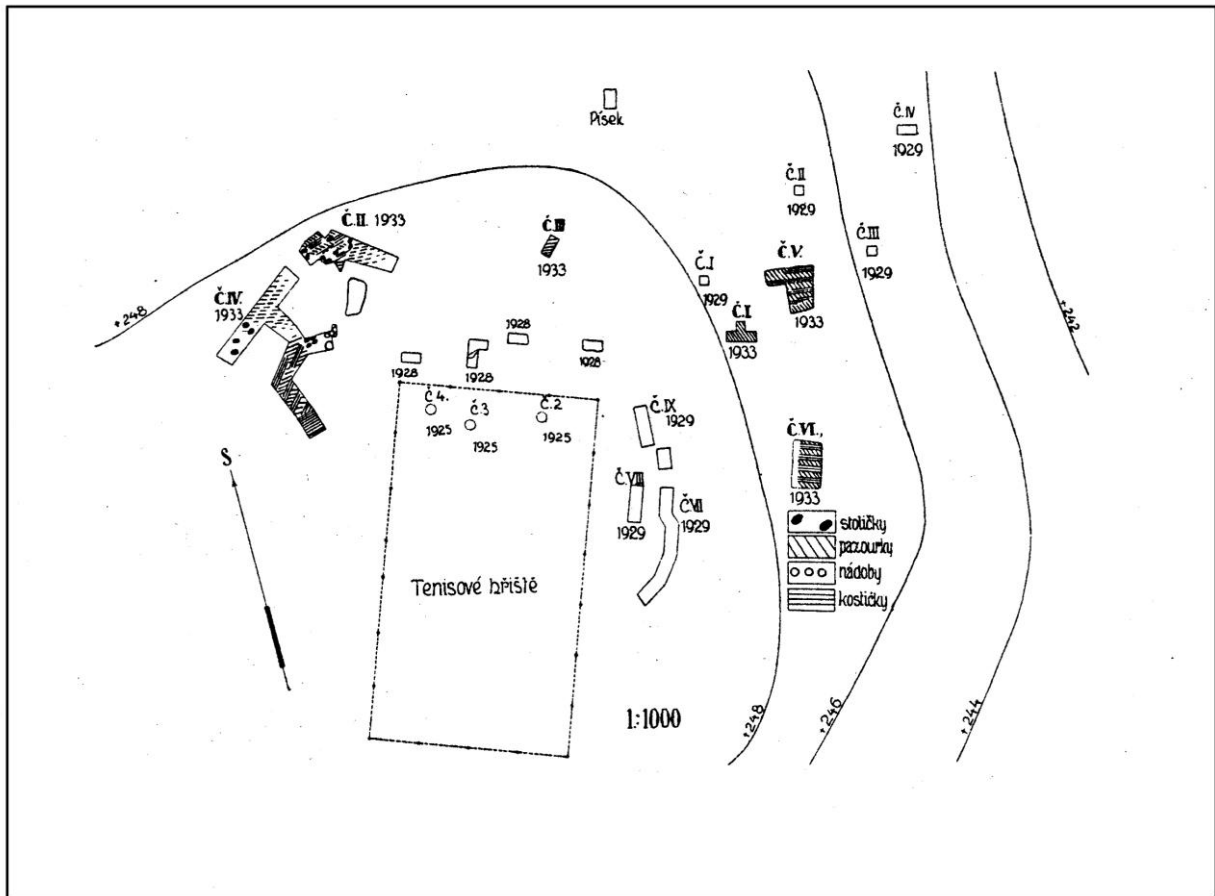 Písek
Č.IV
1929
Č.II
1929
Č.II. 1933
Č.III
1933
Č.III
1929
Č.I
1929
Č.V.
1933
Č.IV.
1933
Č.I
1933
+248
+242
1928
1928
1928
1928
Č 4.
1925
Č.3
1925
Č.2
1925
Č.IX
1929
Č.VI.,
1933
S
Č.VIII
1929
Č.VII
1929
stoličky
pazourky
nádoby
kostičky
Tenisové hřiště
1:1000
+248
+246
+244